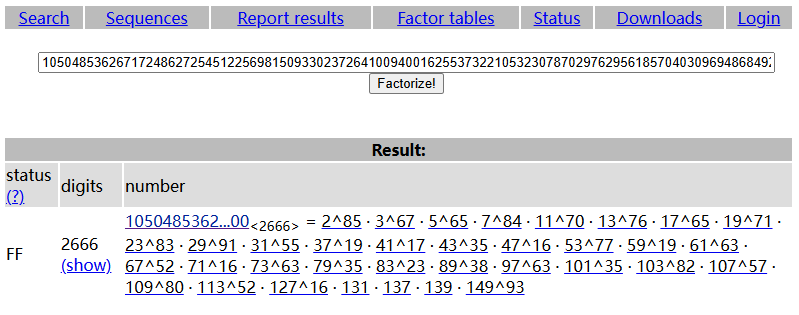 Search Sequences Report results Factor tables Status Downloads Login
10504853626717248627254512256981509330237264100940016255373221053230787029762956185704030969486849
Factorize!
Result:
status (?) digits number
FF 2666 (show) 1050485362...00<2666> = 2^85 · 3^67 · 5^65 · 7^84 · 11^70 · 13^76 · 17^65 · 19^71 ·
23^83 · 29^91 · 31^55 · 37^19 · 41^17 · 43^35 · 47^16 · 53^77 · 59^19 · 61^63 ·
67^52 · 71^16 · 73^63 · 79^35 · 83^23 · 89^38 · 97^63 · 101^35 · 103^82 · 107^57 ·
109^80 · 113^52 · 127^16 · 131 · 137 · 139 · 149^93